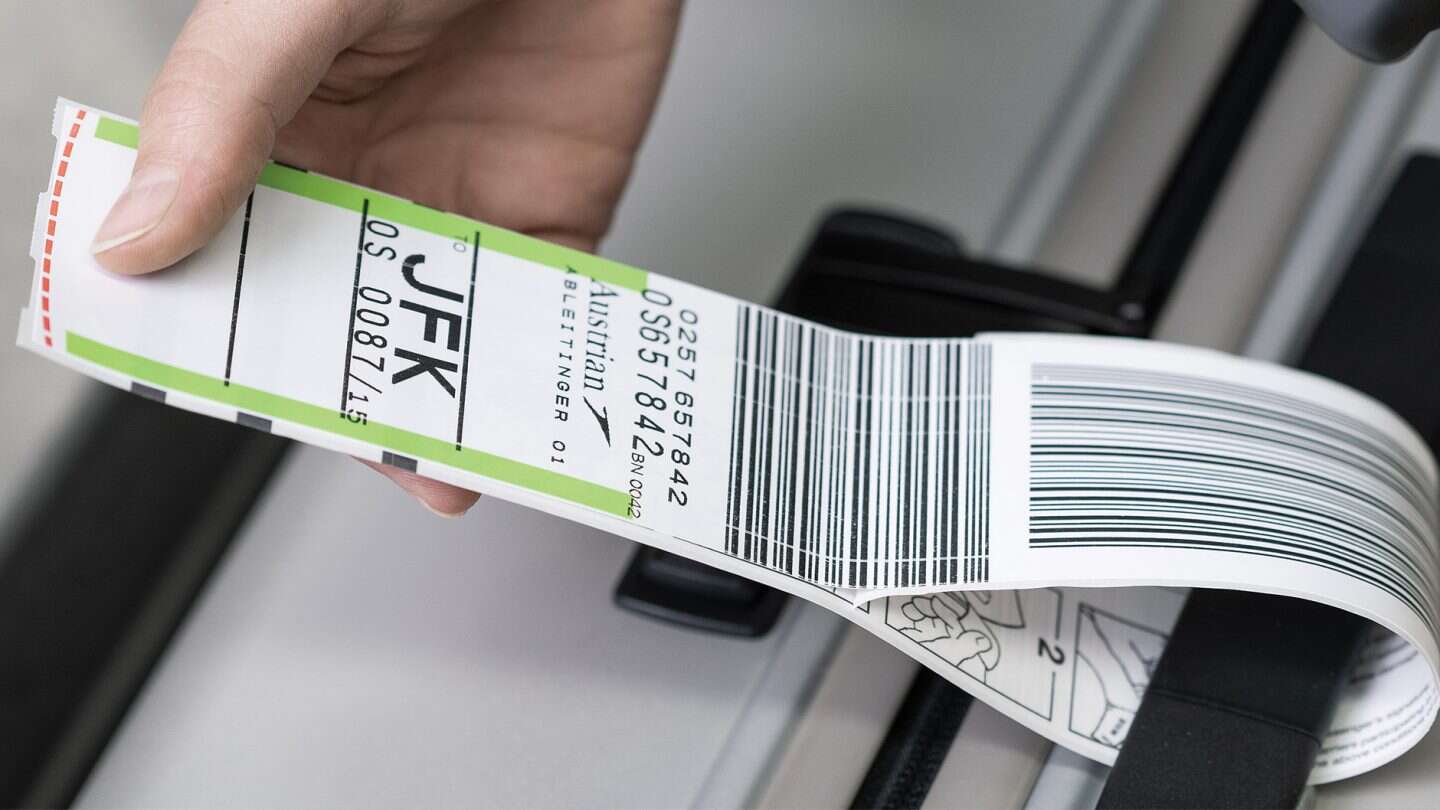 TO
JFK
OS 0087/15
Austrian
ABLEITINGER 01
0257 657842
OS657842 BN 0042
2